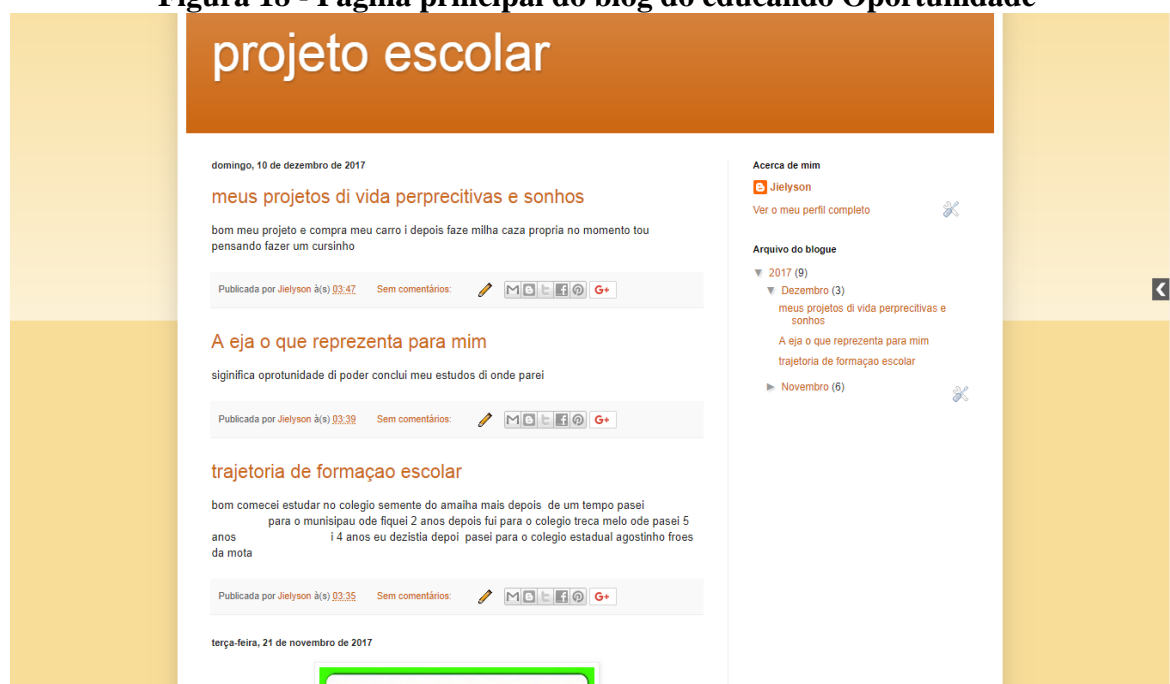 Figura 18 - Página principal do blog do educando Oportunidade
projeto escolar
domingo, 10 de dezembro de 2017
meus projetos di vida perprecitivas e sonhos
bom meu projeto e compra meu carro i depois faze milha caza propria no momento tou
pensando fazer um cursinho
Publicada por Jielyson à(s) 03:47 Sem comentários:
G+
A eja o que reprezenta para mim
siginifica oprotunidade di poder conclui meu estudos di onde parei
Publicada por Jielyson à(s) 03:39 Sem comentários:
G+
trajetoria de formaçao escolar
bom comecei estudar no colegio semente do amaiha mais depois de um tempo pasei
para o munisipau ode fiquei 2 anos depois fui para o colegio treca melo ode pasei 5
anos i 4 anos eu dezistia depoi pasei para o colegio estadual agostinho froes
da mota
Publicada por Jielyson à(s) 03:35 Sem comentários:
G+
terça-feira, 21 de novembro de 2017
Acerca de mim
Jielyson
Ver o meu perfil completo
Arquivo do blogue
▼ 2017 (9)
▼ Dezembro (3)
meus projetos di vida perprecitivas e
sonhos
A eja o que reprezenta para mim
trajetoria de formaçao escolar
► Novembro (6)